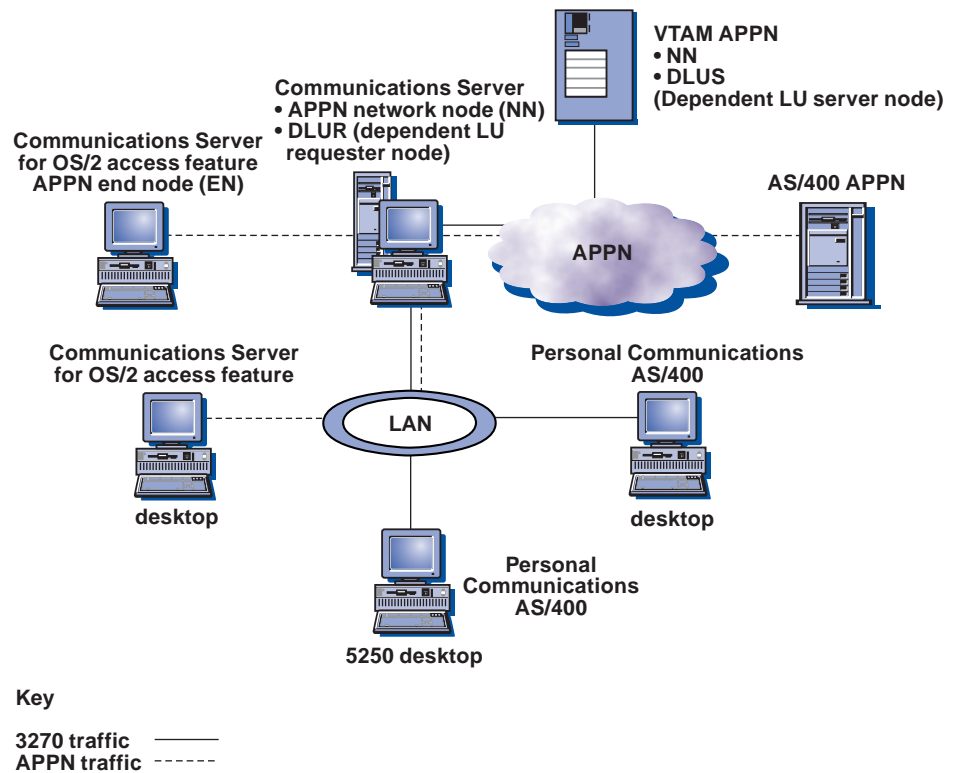 VTAM APPN
• NN
• DLUS
(Dependent LU server node)
Communications Server
• APPN network node (NN)
• DLUR (dependent LU
requester node)
Communications Server
for OS/2 access feature
APPN end node (EN)
AS/400 APPN
APPN
Communications Server
for OS/2 access feature
Personal Communications
AS/400
LAN
desktop
desktop
Personal
Communications
AS/400
5250 desktop
Key
3270 traffic
APPN traffic